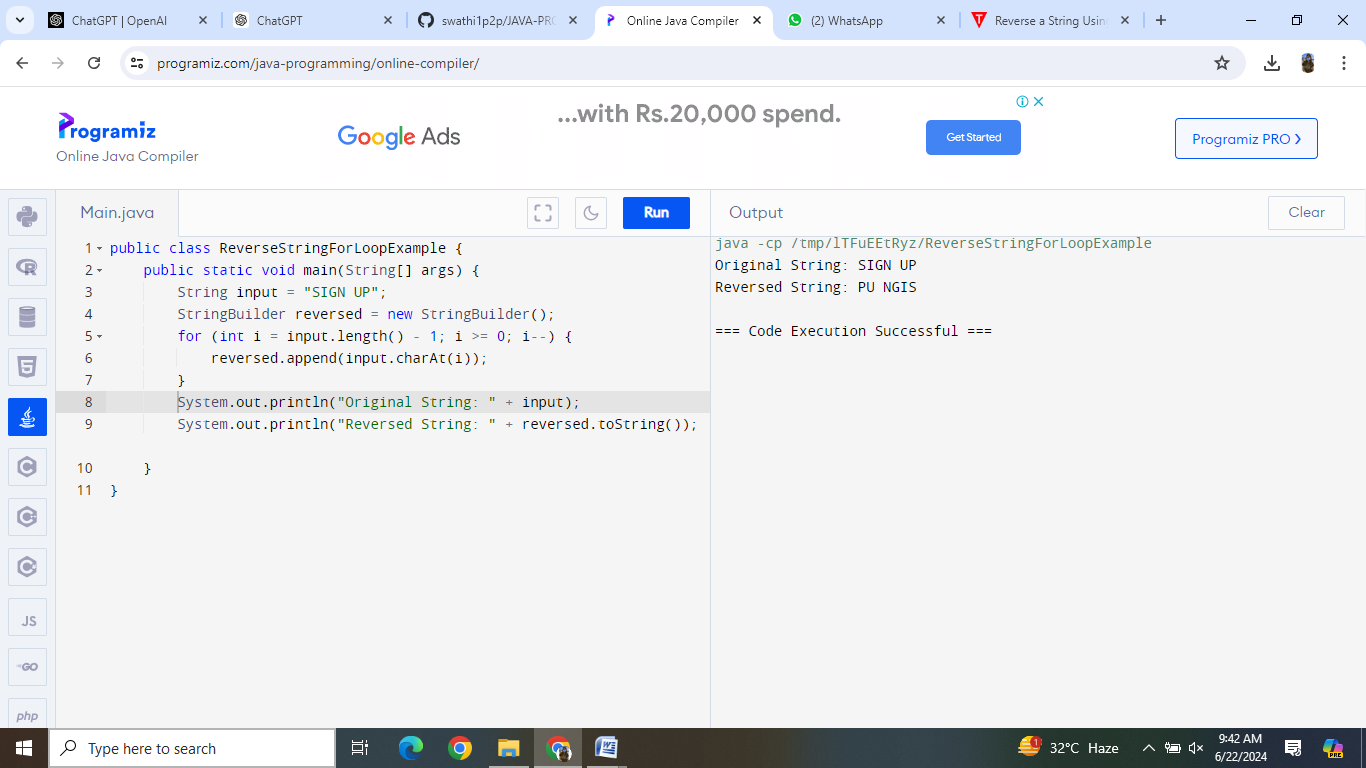 ChatGPT | OpenAI
ChatGPT
swathi1p2p/JAVA-PR
Online Java Compiler
(2) WhatsApp
Reverse a String Usin
programiz.com/java-programming/online-compiler/
Programiz
Online Java Compiler
Google Ads
...with Rs.20,000 spend.
Get Started
Programiz PRO
Main.java
Run
Output
Clear
1 public class ReverseStringForLoopExample {
2 public static void main(String[] args) {
3 String input = "SIGN UP";
4 StringBuilder reversed = new StringBuilder();
5 for (int i = input.length() - 1; i >= 0; i--) {
6 reversed.append(input.charAt(i));
7 }
8 System.out.println("Original String: " + input);
9 System.out.println("Reversed String: " + reversed.toString());
10 }
11 }
java -cp /tmp/lTFuEEtRyz/ReverseStringForLoopExample
Original String: SIGN UP
Reversed String: PU NGIS
=== Code Execution Successful ===
R
5
C
C
C
JS
GO
php
Type here to search
W
1
32°C Haze
9:42 AM
6/22/2024
PRE